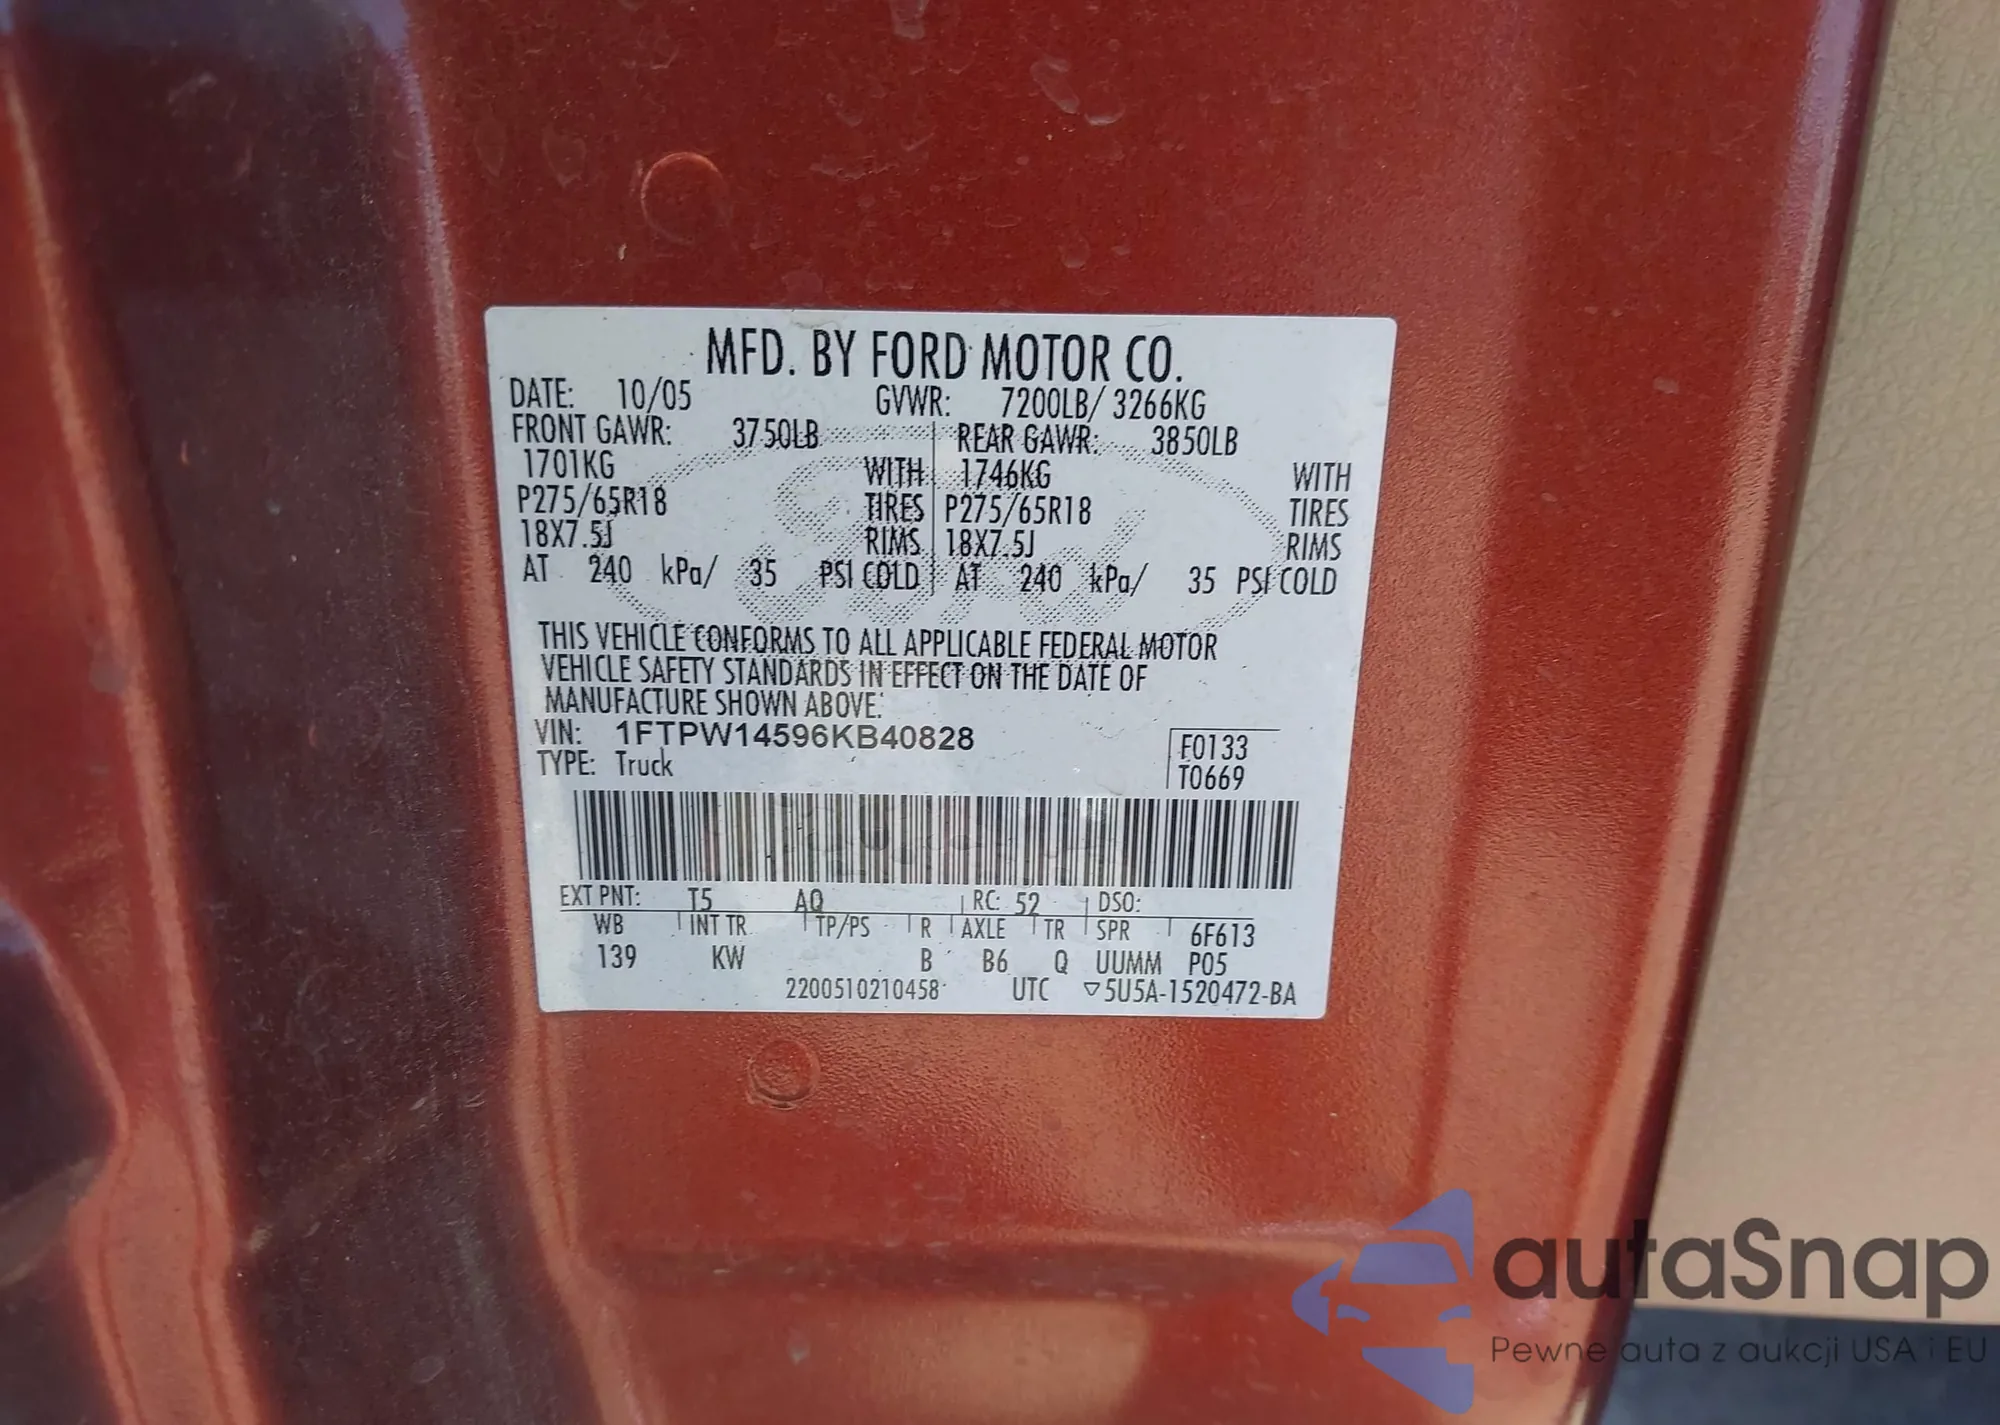 MFD. BY FORD MOTOR CO.
DATE: 10/05 GVWR: 7200LB/ 3266KG
FRONT GAWR: 3750LB REAR GAWR: 3850LB
1701KG WITH 1746KG WITH
P275/65R18 TIRES P275/65R18 TIRES
18X7.5J RIMS 18X7.5J RIMS
AT 240 kPa/ 35 PSI COLD AT 240 kPa/ 35 PSI COLD
THIS VEHICLE CONFORMS TO ALL APPLICABLE FEDERAL MOTOR
VEHICLE SAFETY STANDARDS IN EFFECT ON THE DATE OF
MANUFACTURE SHOWN ABOVE.
VIN: 1FTPW14596KB40828 F0133
TYPE: Truck T0669
EXT PNT: T5 AQ RC: 52 DSO:
WB INT TR TP/PS R AXLE TR SPR 6F613
139 KW B B6 Q UUMM P05
2200510210458 UTC ▽5U5A-1520472-BA
autaSnap
Pewne auta z aukcji USA i EU